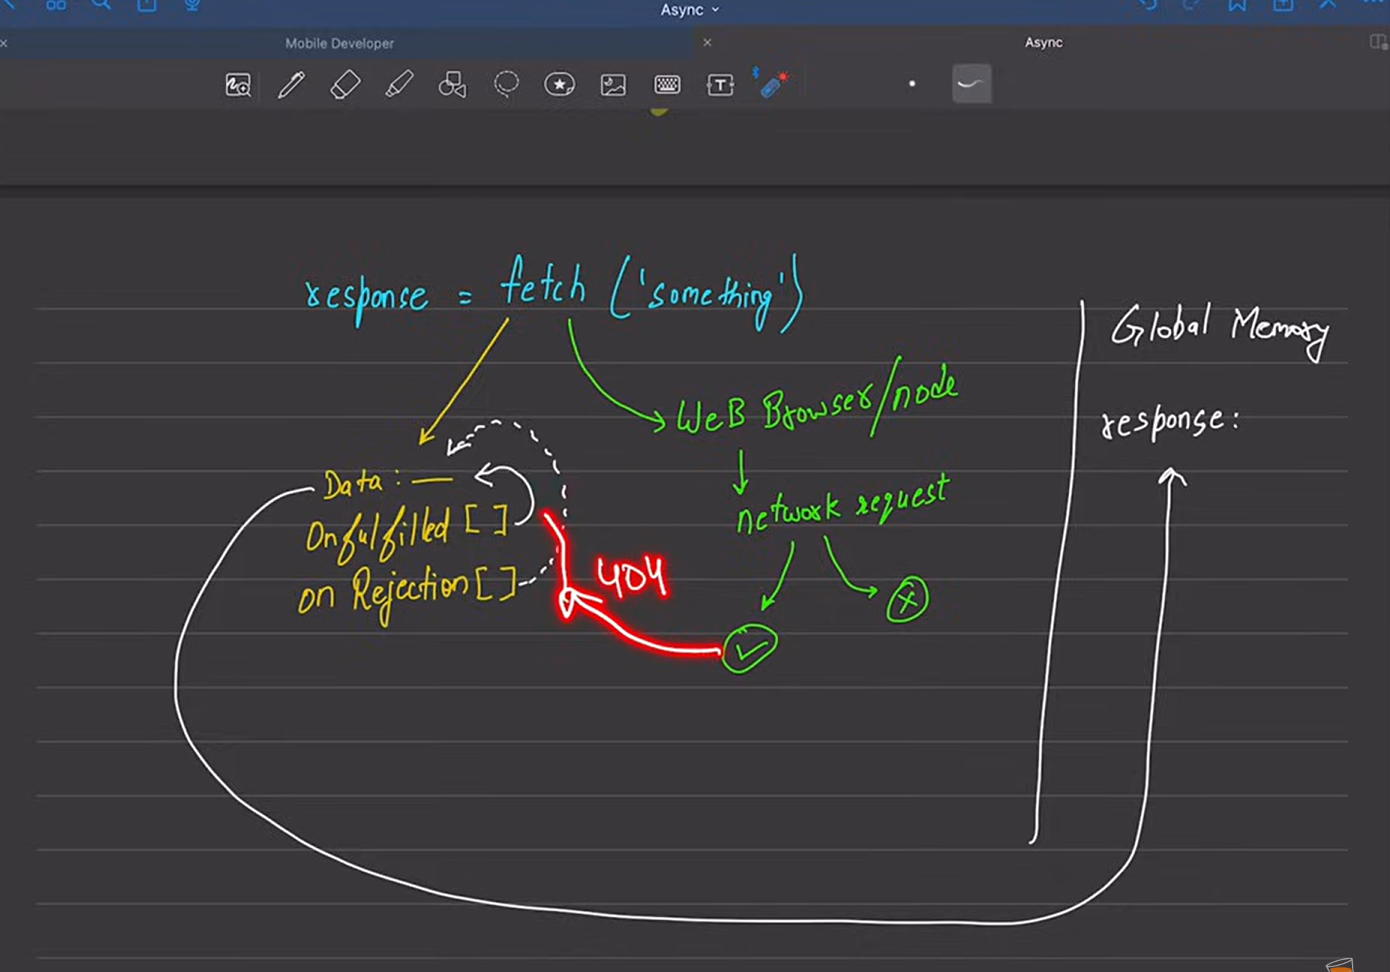 Async
Mobile Developer
Async
T
response = fetch ('something')
Global Memory
WeB Browser/node
response:
Data: —
network request
Onfulfilled [ ]
on Rejection [ ]
404